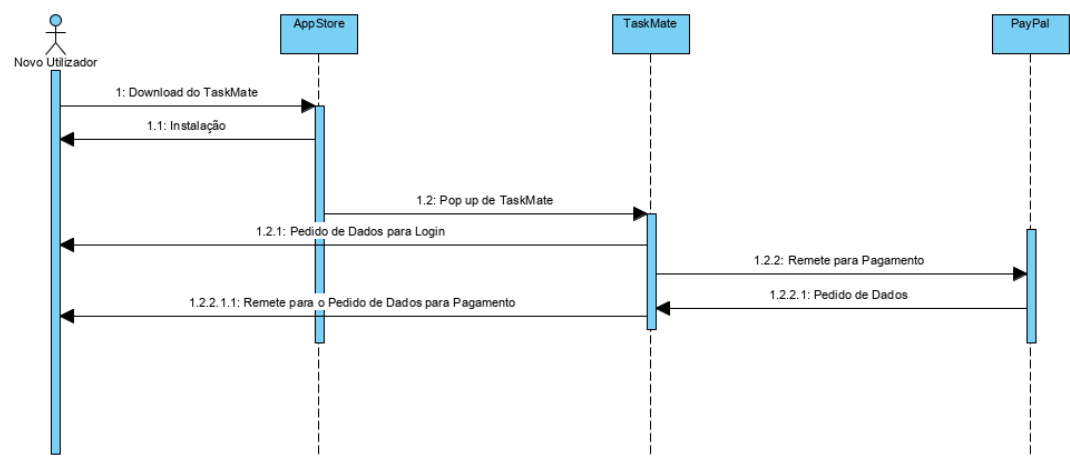 AppStore
TaskMate
PayPal
Novo Utilizador
1: Download do TaskMate
1.1: Instalação
1.2: Pop up de TaskMate
1.2.1: Pedido de Dados para Login
1.2.2: Remete para Pagamento
1.2.2.1: Pedido de Dados
1.2.2.1.1: Remete para o Pedido de Dados para Pagamento